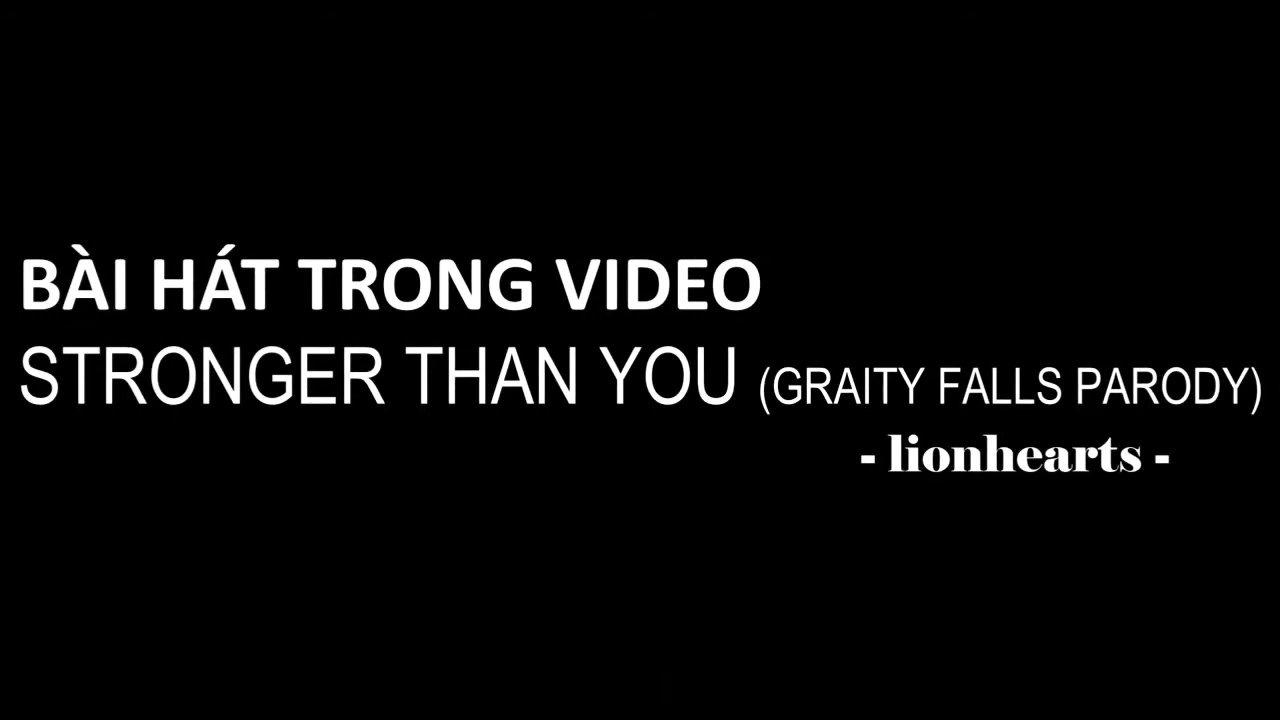 BÀI HÁT TRONG VIDEO
STRONGER THAN YOU (GRAITY FALLS PARODY)
- lionhearts -